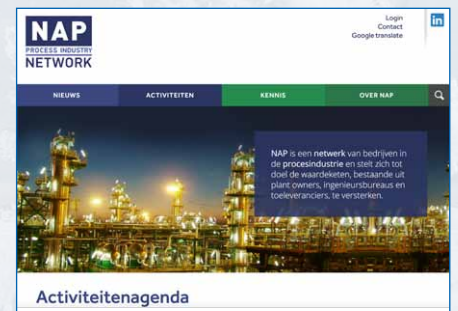 NAP
PROCESS INDUSTRY
NETWORK
Login
Contact
Google translate
in
NIEUWS
ACTIVITEITEN
KENNIS
OVER NAP
NAP is een netwerk van bedrijven in
de procesindustrie en stelt zich tot
doel de waardeketen, bestaande uit
plant owners, ingenieursbureaus en
toeleveranciers, te versterken.
Activiteitenagenda